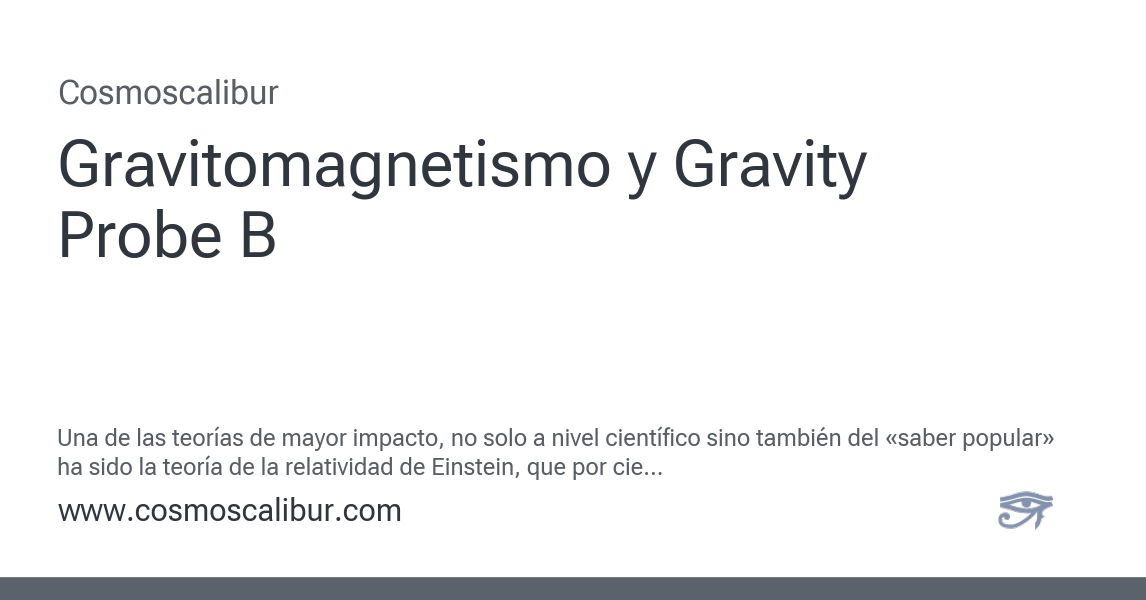 Cosmoscalibur
Gravitomagnetismo y Gravity
Probe B
Una de las teorías de mayor impacto, no solo a nivel científico sino también del «saber popular»
ha sido la teoría de la relatividad de Einstein, que por cie...
www.cosmoscalibur.com